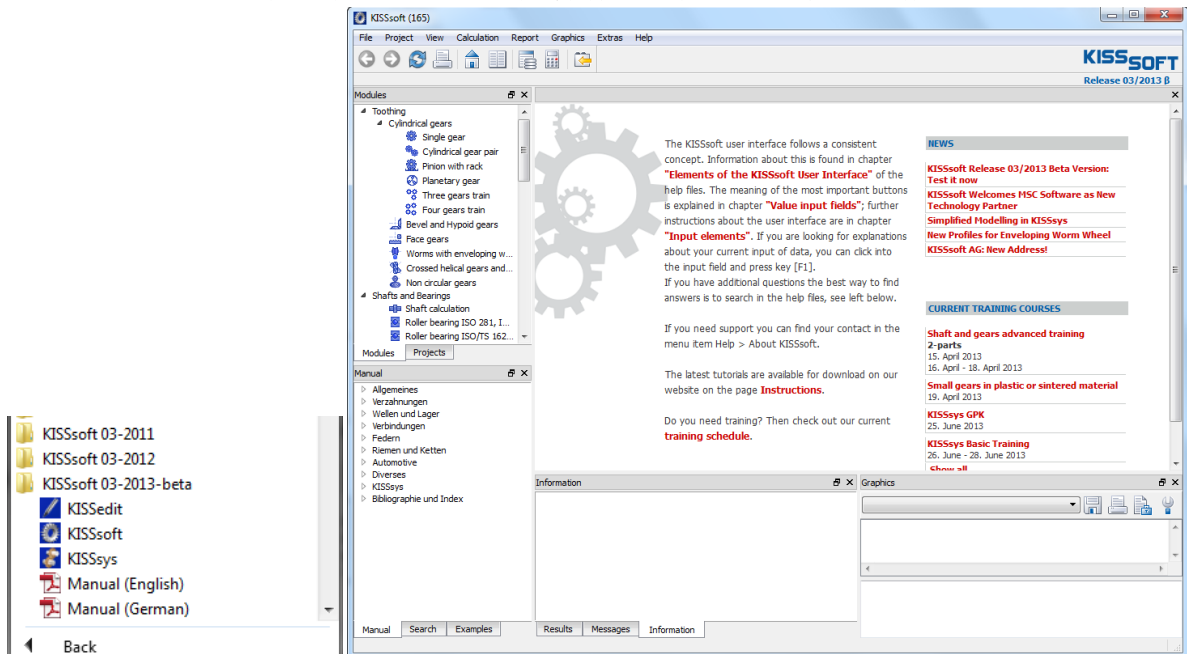 KISSsoft 03-2011
KISSsoft 03-2012
KISSsoft 03-2013-beta
KISSedit
KISSsoft
KISSsys
Manual (English)
Manual (German)
Back
KISSsoft (165)
File Project View Calculation Report Graphics Extras Help
KISSSOFT
Release 03/2013 β
Modules
Toothing
Cylindrical gears
Single gear
Cylindrical gear pair
Pinion with rack
Planetary gear
Three gears train
Four gears train
Bevel and Hypoid gears
Face gears
Worms with enveloping w...
Crossed helical gears and...
Non circular gears
Shafts and Bearings
Shaft calculation
Roller bearing ISO 281, I...
Roller bearing ISO/TS 162...
Modules Projects
Manual
Allgemeines
Verzahnungen
Wellen und Lager
Verbindungen
Federn
Riemen und Ketten
Automotive
Diverses
KISSsys
Bibliographie und Index
Manual Search Examples
The KISSsoft user interface follows a consistent
concept. Information about this is found in chapter
"Elements of the KISSsoft User Interface" of the
help files. The meaning of the most important buttons
is explained in chapter "Value input fields"; further
instructions about the user interface are in chapter
"Input elements". If you are looking for explanations
about your current input of data, you can click into
the input field and press key [F1].
If you have additional questions the best way to find
answers is to search in the help files, see left below.
If you need support you can find your contact in the
menu item Help > About KISSsoft.
The latest tutorials are available for download on our
website on the page Instructions.
Do you need training? Then check out our current
training schedule.
NEWS
KISSsoft Release 03/2013 Beta Version:
Test it now
KISSsoft Welcomes MSC Software as New
Technology Partner
Simplified Modelling in KISSsys
New Profiles for Enveloping Worm Wheel
KISSsoft AG: New Address!
CURRENT TRAINING COURSES
Shaft and gears advanced training
2-parts
15. April 2013
16. April - 18. April 2013
Small gears in plastic or sintered material
19. April 2013
KISSsys GPK
25. June 2013
KISSsys Basic Training
26. June - 28. June 2013
Show all
Information
Results Messages Information
Graphics